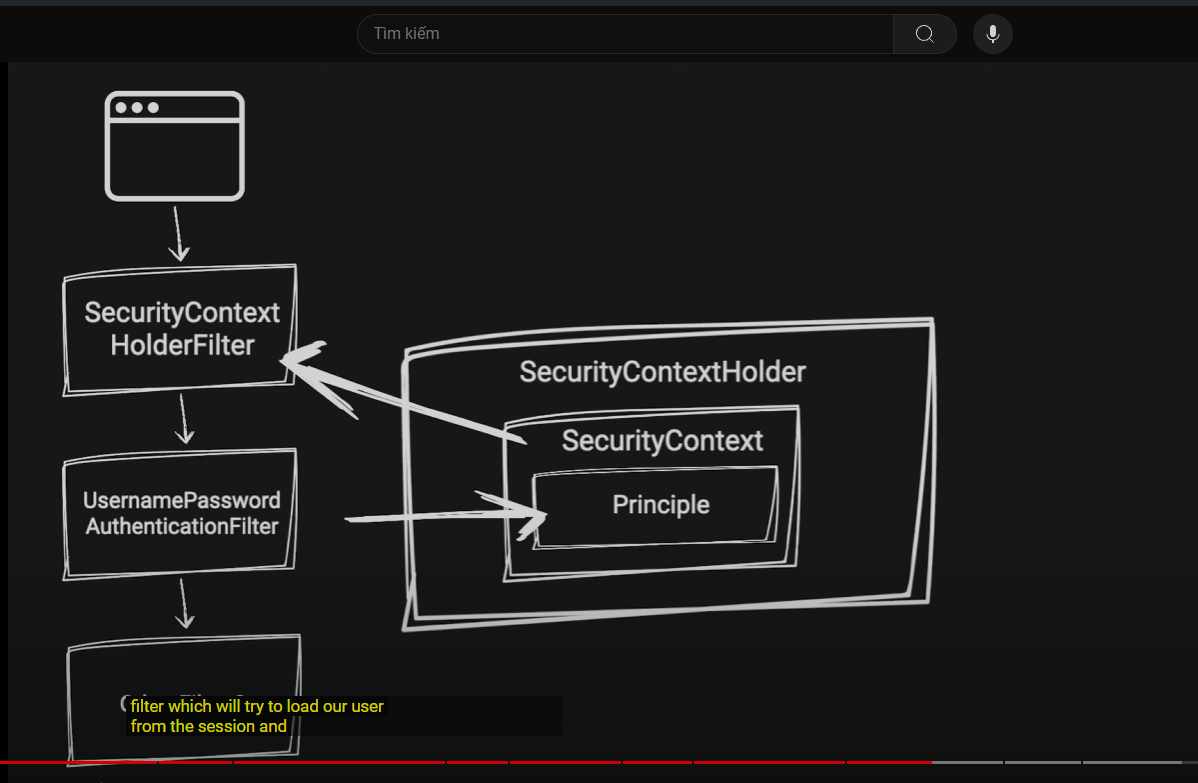 Tìm kiếm
SecurityContext
HolderFilter
SecurityContextHolder
SecurityContext
Principle
UsernamePassword
AuthenticationFilter
filter which will try to load our user
from the session and